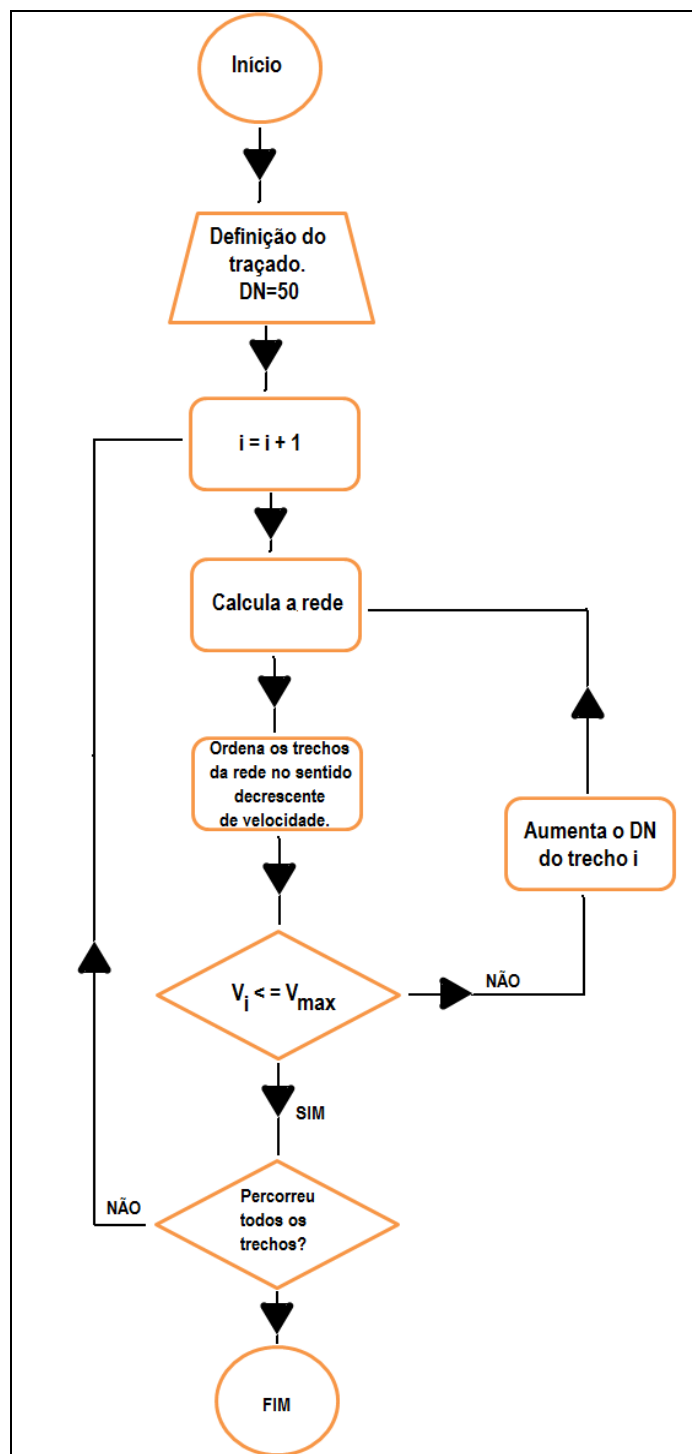 Início
Definição do
traçado.
DN=50
i = i + 1
Calcula a rede
Ordena os trechos
da rede no sentido
decrescente
de velocidade.
Aumenta o DN
do trecho i
Vi < = Vmax
NÃO
SIM
Percorreu
todos os
trechos?
NÃO
FIM